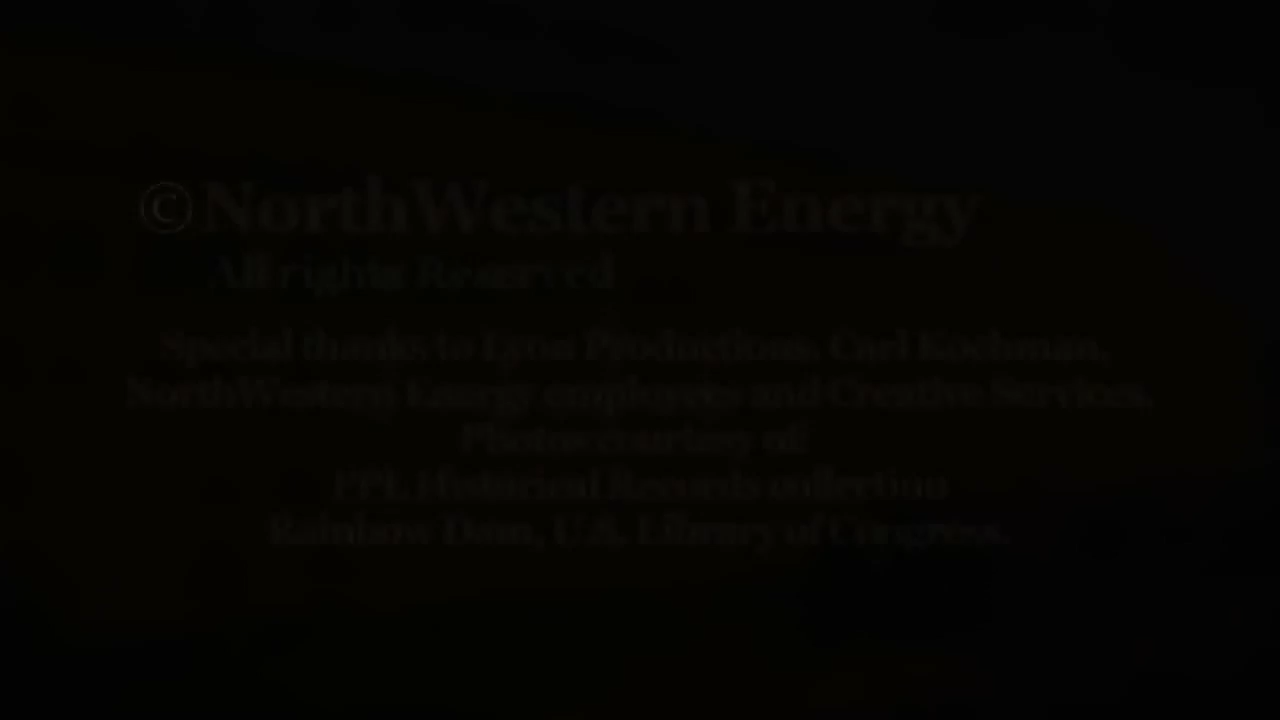 ©NorthWestern Energy
All rights Reserved
Special thanks to Lyon Productions, Carl Kochman,
NorthWestern Energy employees and Creative Services,
Photos courtesy of:
PPL Historical Records collection
Rainbow Dam, U.S. Library of Congress.